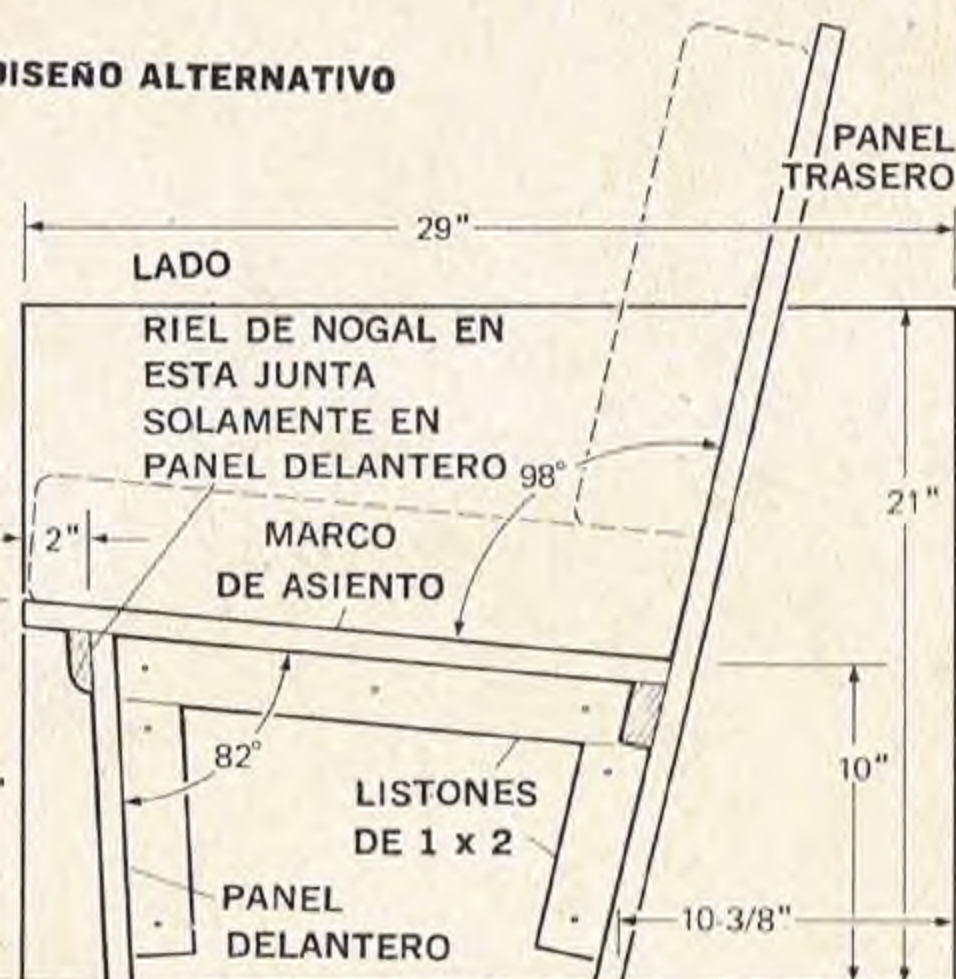 DISEÑO ALTERNATIVO
PANEL
TRASERO
29"
LADO
RIEL DE NOGAL EN
ESTA JUNTA
SOLAMENTE EN
PANEL DELANTERO
98°
21"
2"
MARCO
DE ASIENTO
82°
10"
LISTONES
DE 1 x 2
PANEL
DELANTERO
10-3/8"